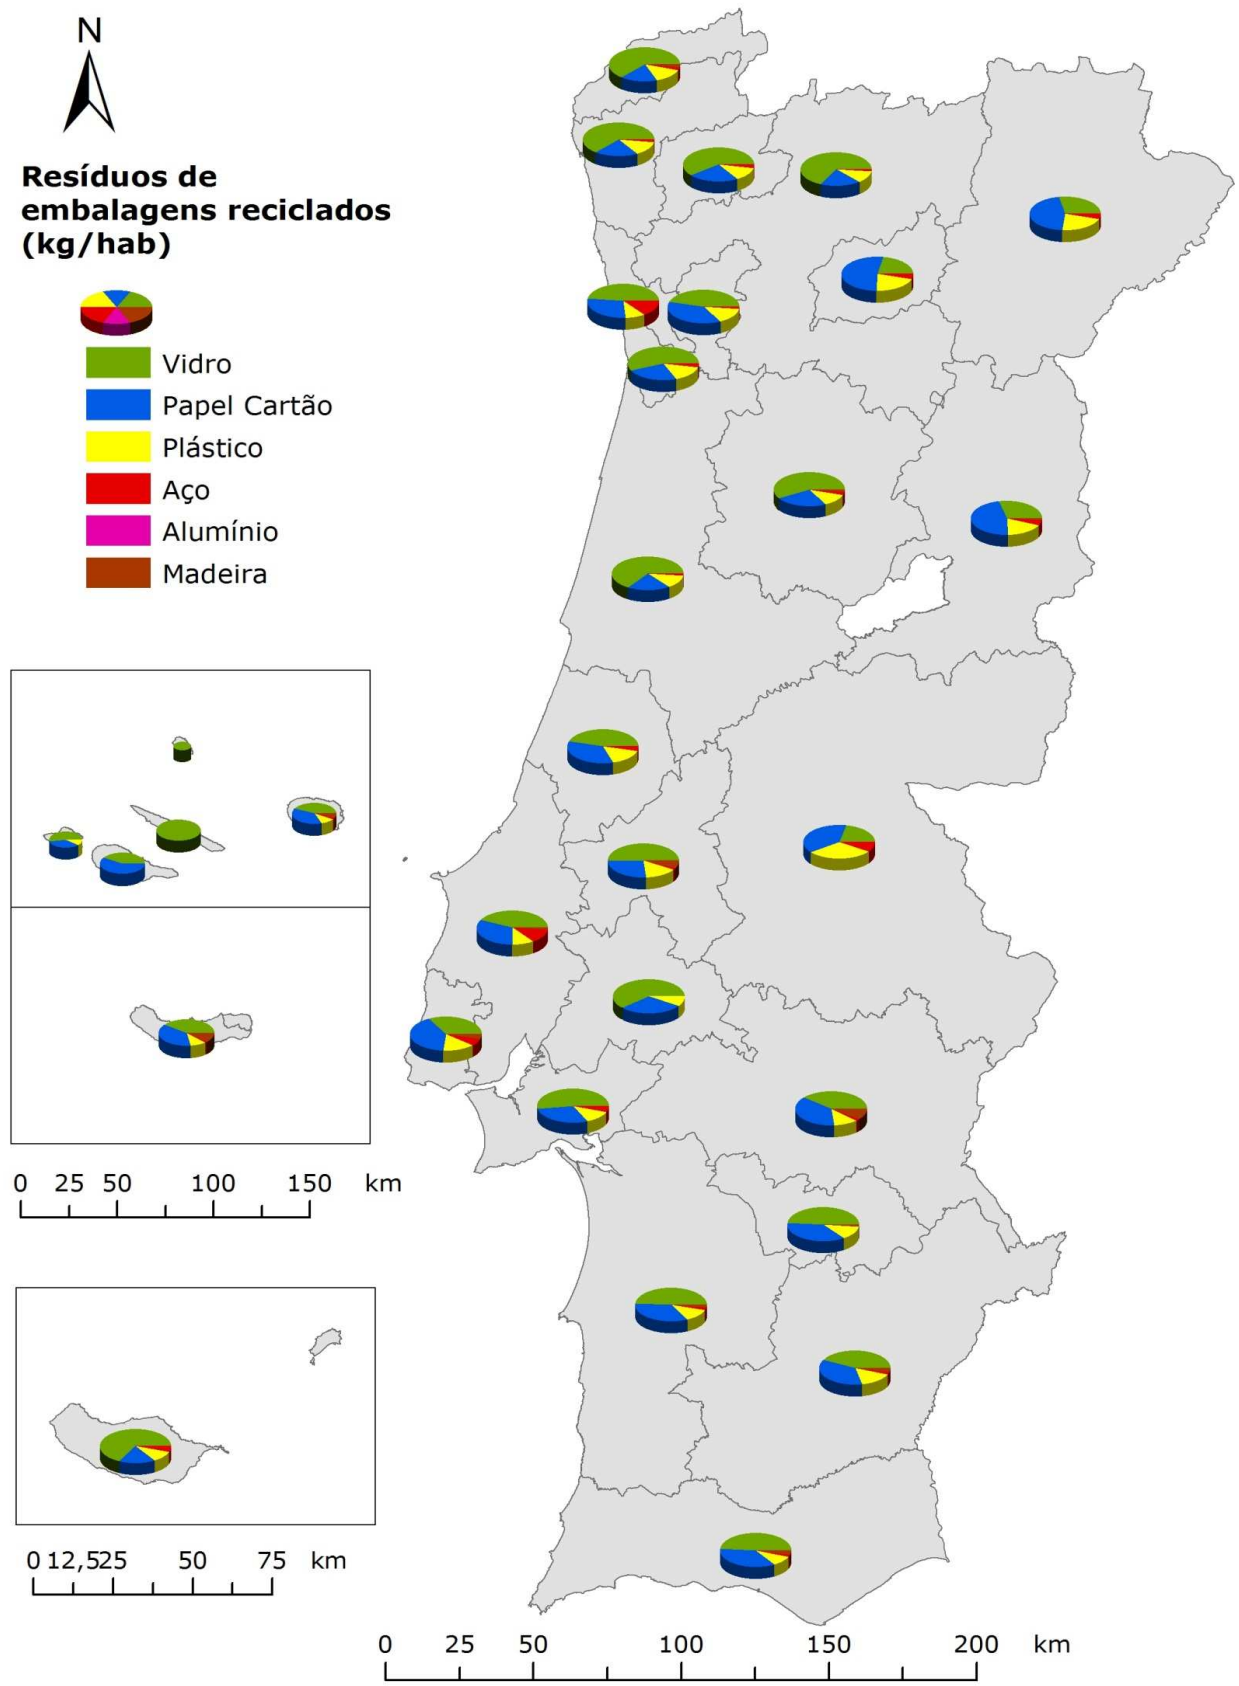 N
Resíduos de
embalagens reciclados
(kg/hab)
Vidro
Papel Cartão
Plástico
Aço
Alumínio
Madeira
0 25 50 100 150 km
0 12,525 50 75 km
0 25 50 100 150 200 km